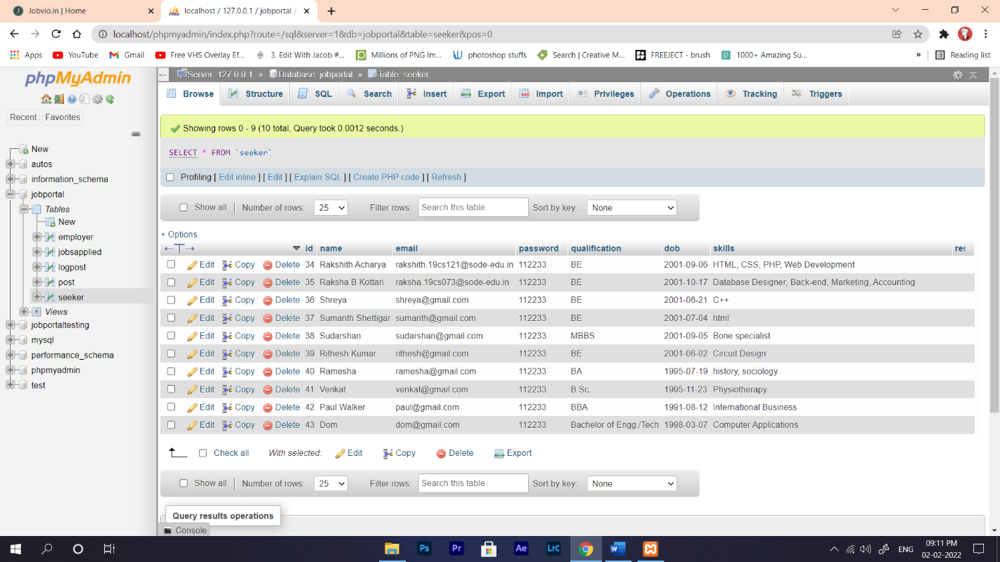 Jobvio.in | Home
localhost / 127.0.0.1 / jobportal /
localhost/phpmyadmin/index.php?route=/sql&server=1&db=jobportal&table=seeker&pos=0
Apps YouTube Gmail Free VHS Overlay Ef... 3. Edit With Jacob #... Millions of PNG Im... photoshop stuffs Search | Creative M... FREEJECT - brush 1000+ Amazing Su... » Reading list
phpMyAdmin
Recent Favorites
New
autos
information_schema
jobportal
Tables
New
employer
jobsapplied
logpost
post
seeker
Views
jobportaltesting
mysql
performance_schema
phpmyadmin
test
Server 127 0 0 1 » Database jobportal » Table seeker
Browse Structure SQL Search Insert Export Import Privileges Operations Tracking Triggers
Showing rows 0 - 9 (10 total, Query took 0.0012 seconds.)
SELECT * FROM `seeker`
Profiling [ Edit inline ] [ Edit ] [ Explain SQL ] [ Create PHP code ] [ Refresh ]
Show all Number of rows: 25 Filter rows: Search this table Sort by key: None
+ Options
←T→ id name email password qualification dob skills res
Edit Copy Delete 34 Rakshith Acharya rakshith.19cs121@sode-edu.in 112233 BE 2001-09-06 HTML, CSS, PHP, Web Development
Edit Copy Delete 35 Raksha B Kottari raksha.19cs073@sode-edu.in 112233 BE 2001-10-17 Database Designer, Back-end, Marketing, Accounting
Edit Copy Delete 36 Shreya shreya@gmail.com 112233 BE 2001-06-21 C++
Edit Copy Delete 37 Sumanth Shettigar sumanth@gmail.com 112233 BE 2001-07-04 html
Edit Copy Delete 38 Sudarshan sudarshan@gmail.com 112233 MBBS 2001-09-05 Bone specialist
Edit Copy Delete 39 Rithesh Kumar rithesh@gmail.com 112233 BE 2001-06-02 Circuit Design
Edit Copy Delete 40 Ramesha ramesha@gmail.com 112233 BA 1995-07-19 history, sociology
Edit Copy Delete 41 Venkat venkat@gmail.com 112233 B.Sc. 1995-11-23 Physiotherapy
Edit Copy Delete 42 Paul Walker paul@gmail.com 112233 BBA 1991-08-12 International Business
Edit Copy Delete 43 Dom dom@gmail.com 112233 Bachelor of Engg./Tech 1998-03-07 Computer Applications
Check all With selected: Edit Copy Delete Export
Show all Number of rows: 25 Filter rows: Search this table Sort by key: None
Query results operations
Console
Ps Pr Ae LrC ENG 09:11 PM
02-02-2022